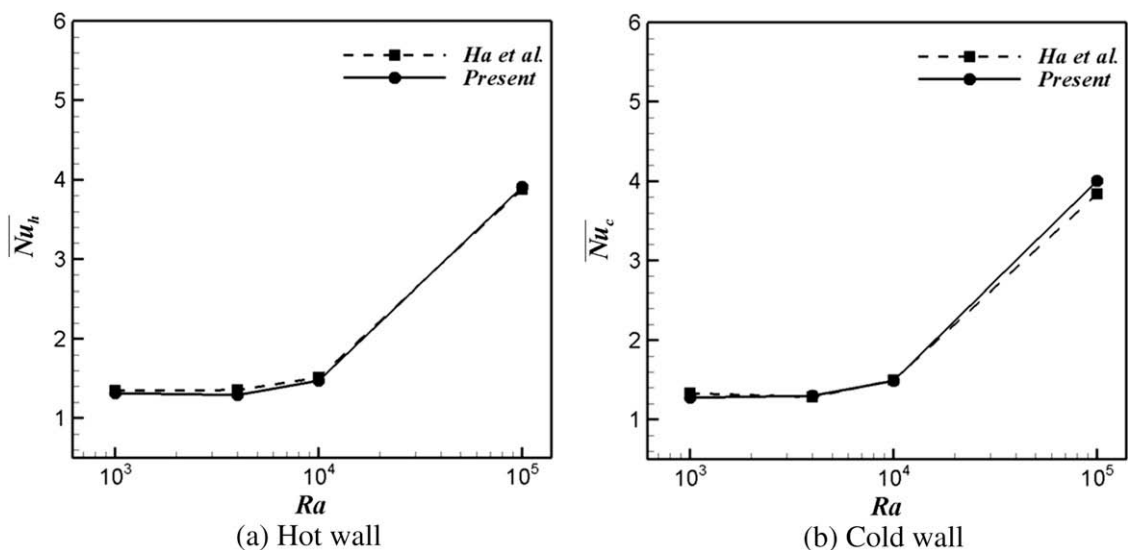 6
5
4
3
2
1
Nu_h
Ha et al.
Present
10^3
10^4
10^5
Ra
(a) Hot wall
6
5
4
3
2
1
Nu_c
Ha et al.
Present
10^3
10^4
10^5
Ra
(b) Cold wall